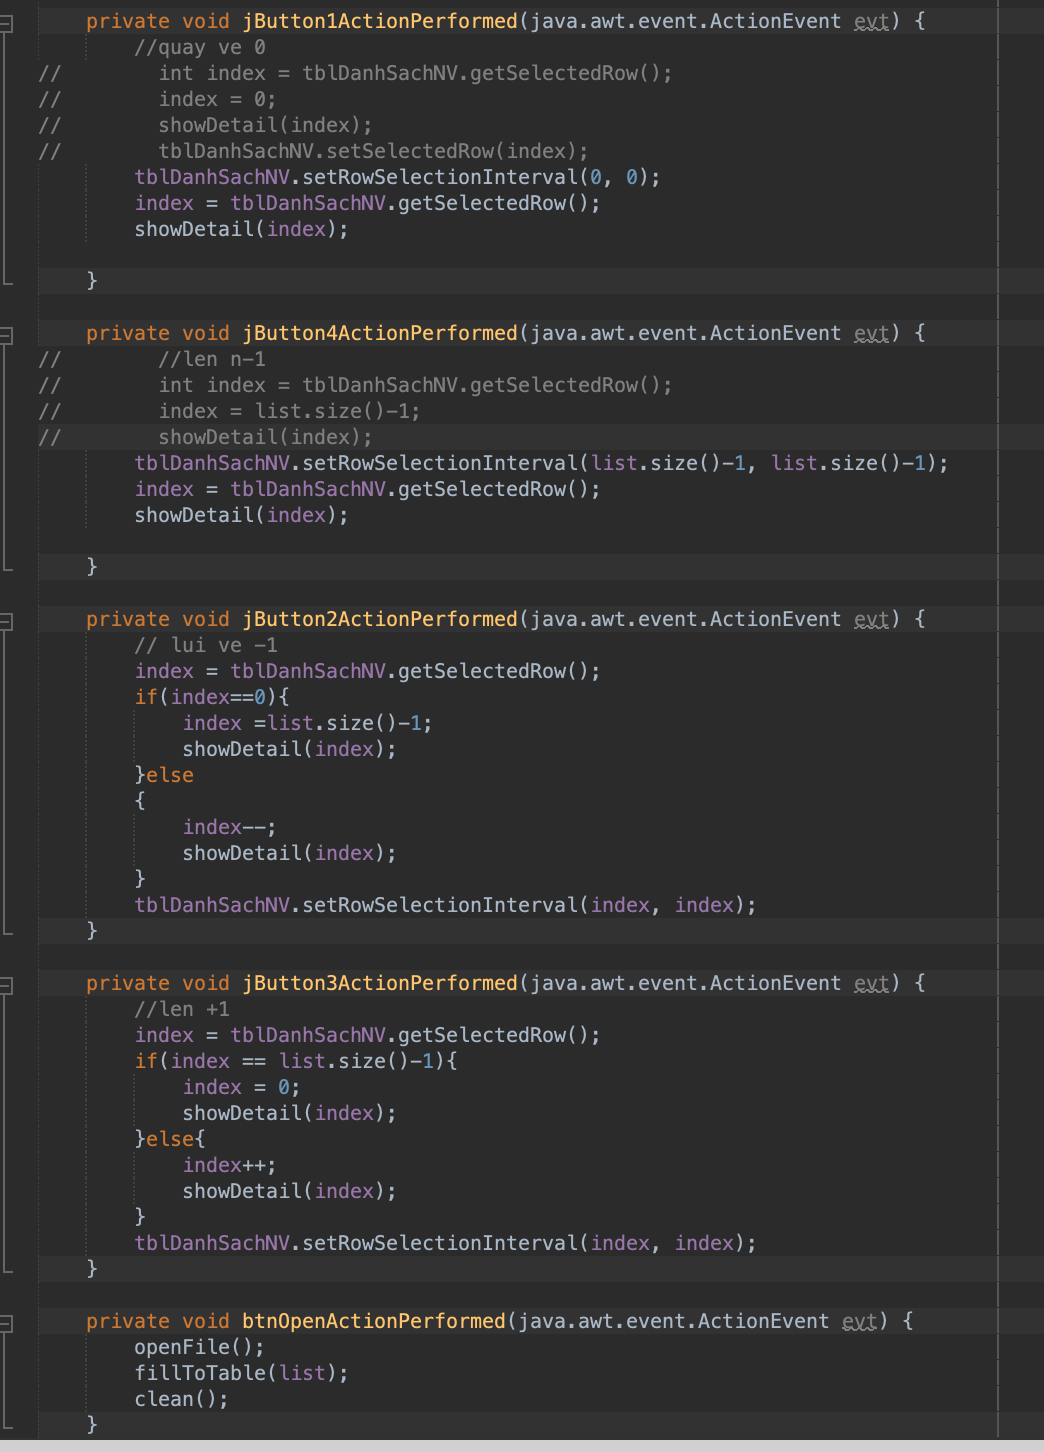 private void jButton1ActionPerformed(java.awt.event.ActionEvent evt) {
//quay ve 0
// int index = tblDanhSachNV.getSelectedRow();
// index = 0;
// showDetail(index);
// tblDanhSachNV.setSelectedRow(index);
tblDanhSachNV.setRowSelectionInterval(0, 0);
index = tblDanhSachNV.getSelectedRow();
showDetail(index);
}
private void jButton4ActionPerformed(java.awt.event.ActionEvent evt) {
// //len n-1
// int index = tblDanhSachNV.getSelectedRow();
// index = list.size()-1;
// showDetail(index);
tblDanhSachNV.setRowSelectionInterval(list.size()-1, list.size()-1);
index = tblDanhSachNV.getSelectedRow();
showDetail(index);
}
private void jButton2ActionPerformed(java.awt.event.ActionEvent evt) {
// lui ve -1
index = tblDanhSachNV.getSelectedRow();
if(index==0){
index =list.size()-1;
showDetail(index);
}else
{
index--;
showDetail(index);
}
tblDanhSachNV.setRowSelectionInterval(index, index);
}
private void jButton3ActionPerformed(java.awt.event.ActionEvent evt) {
//len +1
index = tblDanhSachNV.getSelectedRow();
if(index == list.size()-1){
index = 0;
showDetail(index);
}else{
index++;
showDetail(index);
}
tblDanhSachNV.setRowSelectionInterval(index, index);
}
private void btnOpenActionPerformed(java.awt.event.ActionEvent evt) {
openFile();
fillToTable(list);
clean();
}